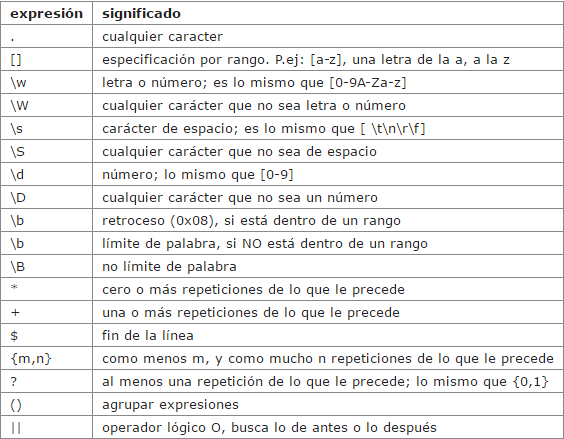 expresión significado
. cualquier caracter
[] especificación por rango. P.ej: [a-z], una letra de la a, a la z
\w letra o número; es lo mismo que [0-9A-Za-z]
\W cualquier carácter que no sea letra o número
\s carácter de espacio; es lo mismo que [ \t\n\r\f]
\S cualquier carácter que no sea de espacio
\d número; lo mismo que [0-9]
\D cualquier carácter que no sea un número
\b retroceso (0x08), si está dentro de un rango
\b límite de palabra, si NO está dentro de un rango
\B no límite de palabra
* cero o más repeticiones de lo que le precede
+ una o más repeticiones de lo que le precede
$ fin de la línea
{m,n} como menos m, y como mucho n repeticiones de lo que le precede
? al menos una repetición de lo que le precede; lo mismo que {0,1}
() agrupar expresiones
|| operador lógico O, busca lo de antes o lo después